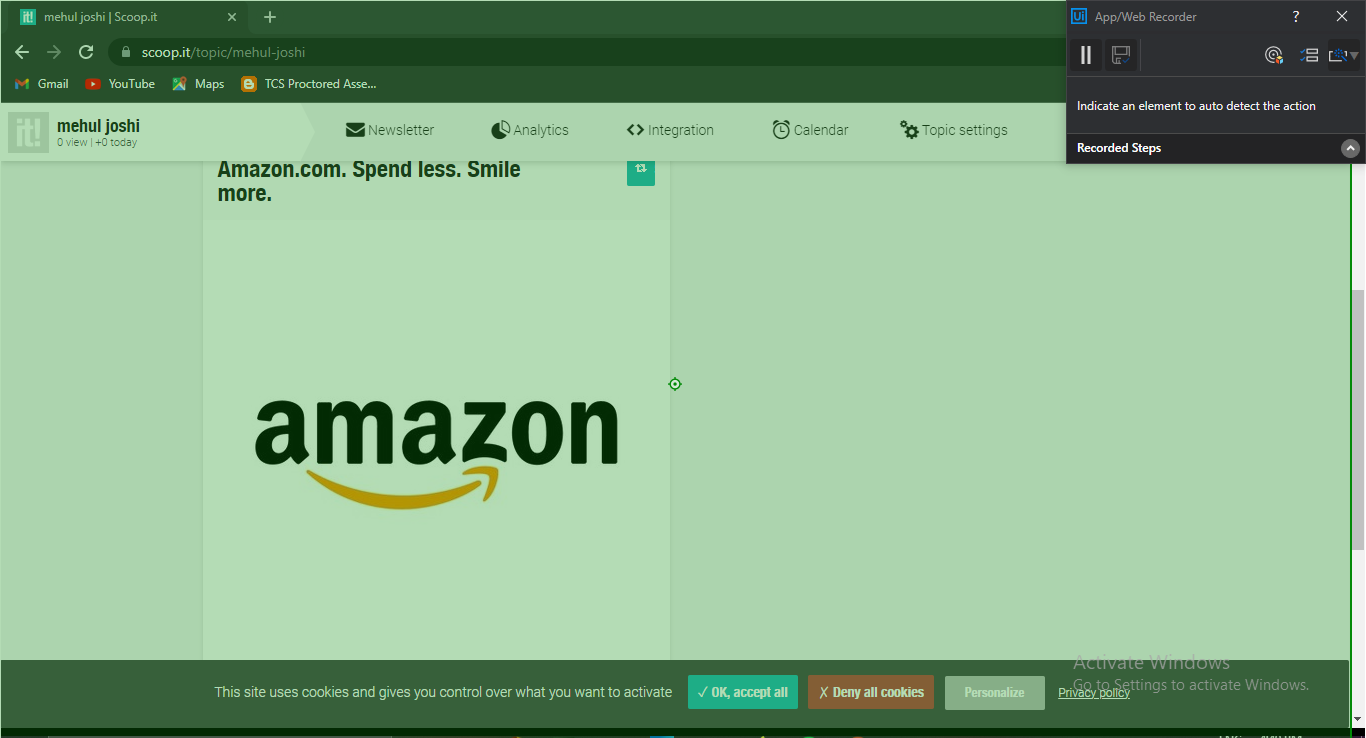 it! mehul joshi | Scoop.it
App/Web Recorder
scoop.it/topic/mehul-joshi
Gmail YouTube Maps TCS Proctored Asse...
Indicate an element to auto detect the action
Recorded Steps
it! mehul joshi
0 view | +0 today
Newsletter Analytics Integration Calendar Topic settings
Amazon.com. Spend less. Smile
more.
amazon
Activate Windows
Go to Settings to activate Windows.
This site uses cookies and gives you control over what you want to activate ✓ OK, accept all ✗ Deny all cookies Personalize Privacy policy